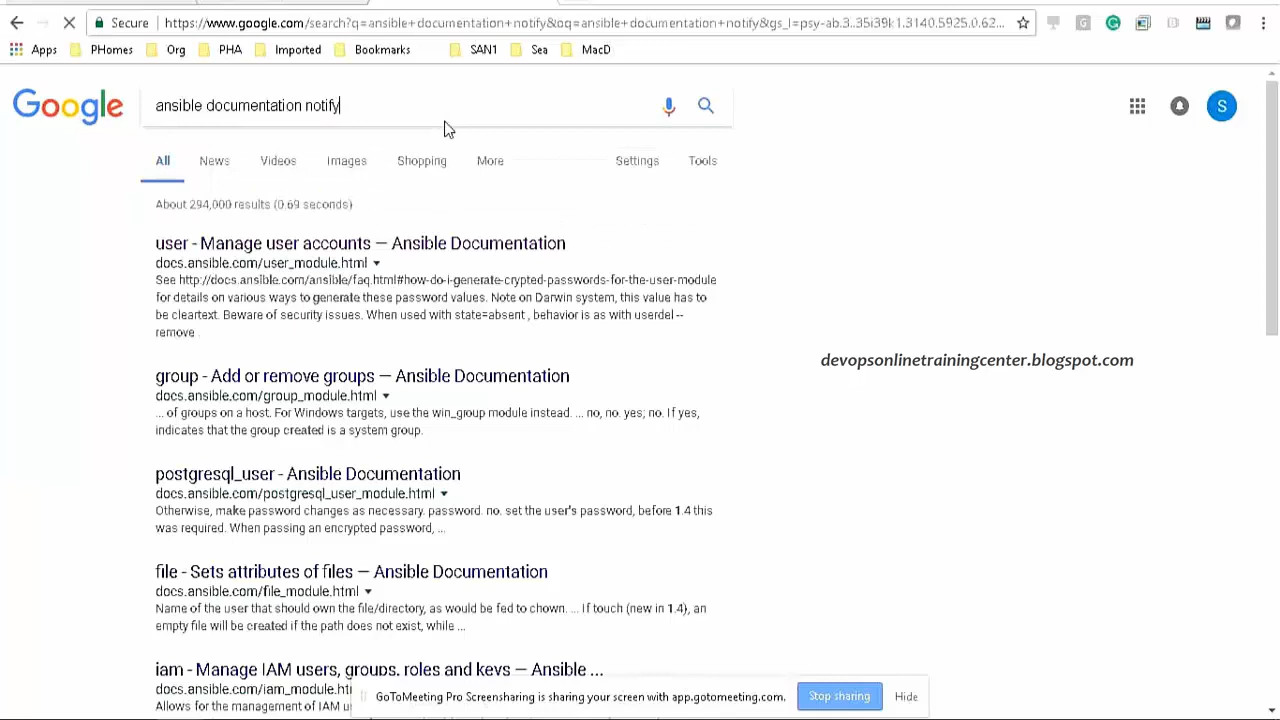 Secure https://www.google.com/search?q=ansible+documentation+notify&oq=ansible+documentation+notify&gs_l=psy-ab.3..35i39k1.3140.5925.0.62...
Apps PHomes Org PHA Imported Bookmarks SAN1 Sea MacD
Google
ansible documentation notify
S
All News Videos Images Shopping More Settings Tools
About 294,000 results (0.69 seconds)
user - Manage user accounts — Ansible Documentation
docs.ansible.com/user_module.html
See http://docs.ansible.com/ansible/faq.html#how-do-i-generate-crypted-passwords-for-the-user-module
for details on various ways to generate these password values. Note on Darwin system, this value has to
be cleartext. Beware of security issues. When used with state=absent , behavior is as with userdel --
remove .
devopsonlinetrainingcenter.blogspot.com
group - Add or remove groups — Ansible Documentation
docs.ansible.com/group_module.html
... of groups on a host. For Windows targets, use the win_group module instead. ... no, no. yes; no. If yes,
indicates that the group created is a system group.
postgresql_user - Ansible Documentation
docs.ansible.com/postgresql_user_module.html
Otherwise, make password changes as necessary. password. no. set the user's password, before 1.4 this
was required. When passing an encrypted password, ...
file - Sets attributes of files — Ansible Documentation
docs.ansible.com/file_module.html
Name of the user that should own the file/directory, as would be fed to chown. ... If touch (new in 1.4), an
empty file will be created if the path does not exist, while ...
iam - Manage IAM users, groups, roles and keys — Ansible ...
docs.ansible.com/iam_module.ht
Allows for the management of IAM u
GoToMeeting Pro Screensharing is sharing your screen with app.gotomeeting.com. Stop sharing Hide